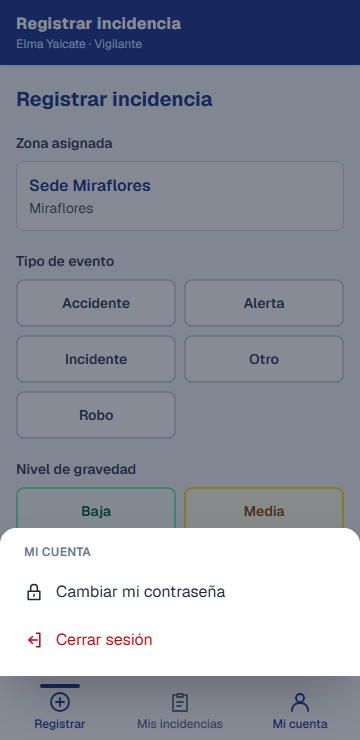 Registrar incidencia
Elma Yaicate · Vigilante
Registrar incidencia
Zona asignada
Sede Miraflores
Miraflores
Tipo de evento
Accidente
Alerta
Incidente
Otro
Robo
Nivel de gravedad
Baja
Media
MI CUENTA
Cambiar mi contraseña
Cerrar sesión
Registrar
Mis incidencias
Mi cuenta